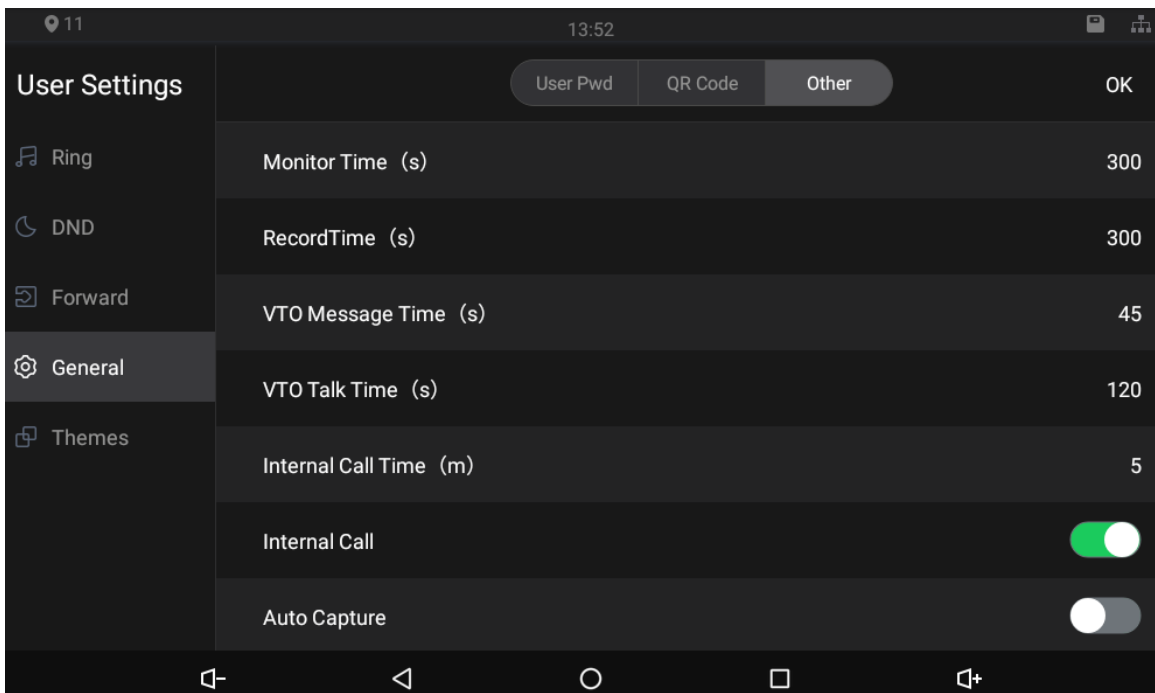 11
13:52
User Settings
User Pwd
QR Code
Other
OK
Ring
DND
Forward
General
Themes
Monitor Time（s） 300
RecordTime（s） 300
VTO Message Time（s） 45
VTO Talk Time（s） 120
Internal Call Time（m） 5
Internal Call
Auto Capture